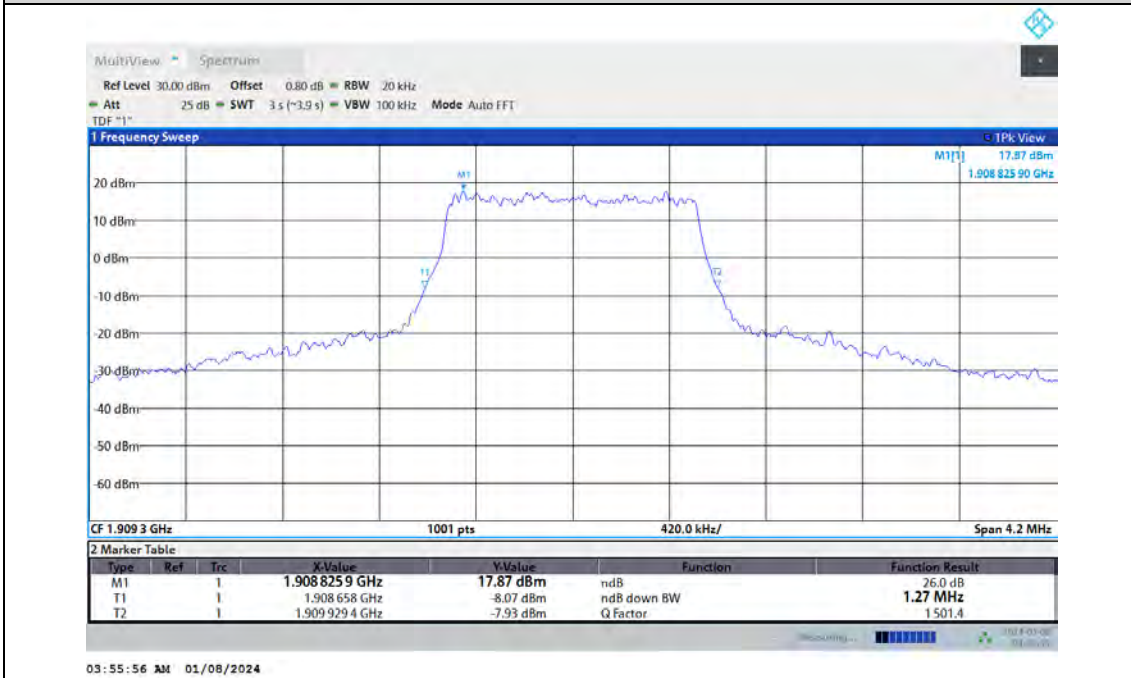 MultiView Spectrum
Ref Level 30.00 dBm Offset 0.80 dB RBW 20 kHz
Att 25 dB SWT 3 s (~3.9 s) VBW 100 kHz Mode Auto FFT
TDF "1"
1 Frequency Sweep 1Pk View
M1[1] 17.87 dBm
1.908 825 90 GHz
M1
20 dBm
10 dBm
0 dBm
T1 T2
-10 dBm
-20 dBm
-30 dBm
-40 dBm
-50 dBm
-60 dBm
CF 1.909 3 GHz 1001 pts 420.0 kHz/ Span 4.2 MHz
2 Marker Table
Type Ref Trc X-Value Y-Value Function Function Result
M1 1 1.908 825 9 GHz 17.87 dBm ndB 26.0 dB
T1 1 1.908 658 GHz -8.07 dBm ndB down BW 1.27 MHz
T2 1 1.909 929 4 GHz -7.93 dBm Q Factor 1 501.4
03:55:56 AM 01/08/2024